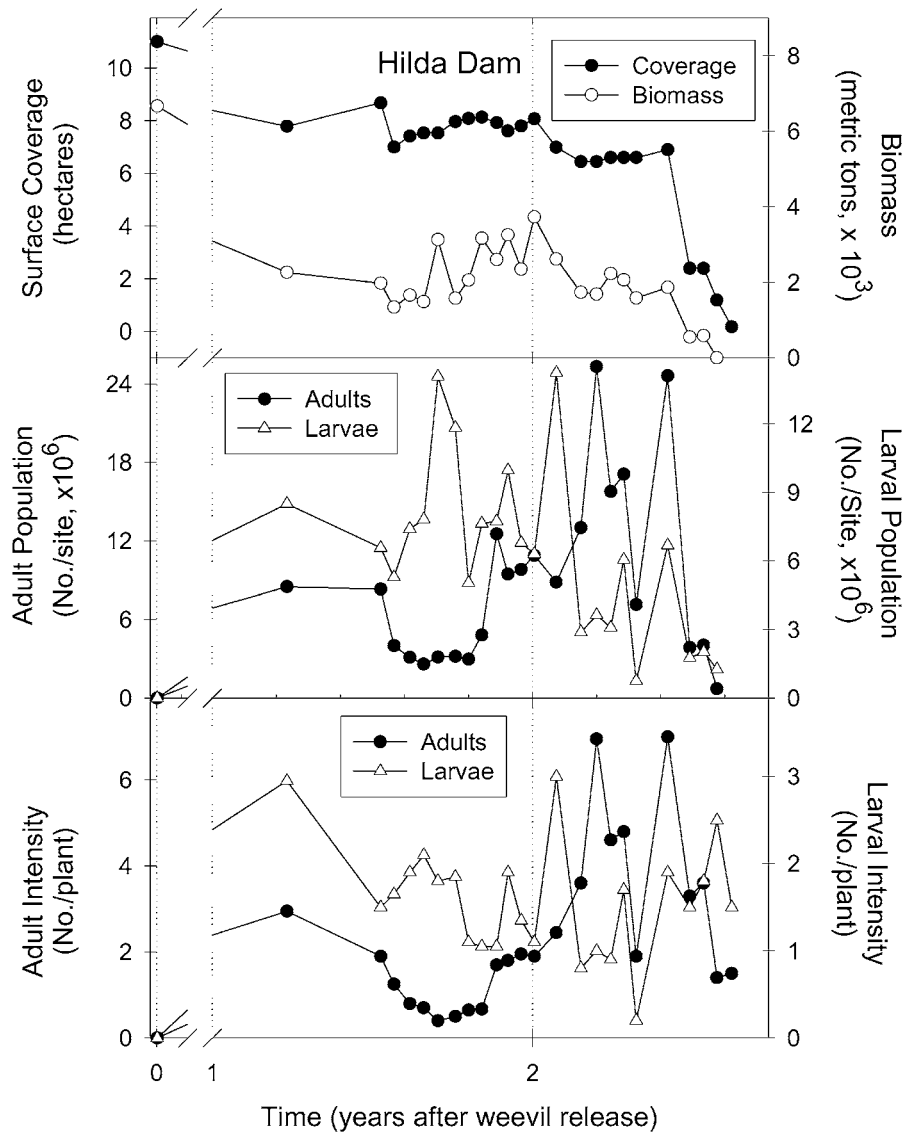 Hilda Dam
Coverage
Biomass
Surface Coverage
(hectares)
10
8
6
4
2
0
Biomass
(metric tons, x 10³)
8
6
4
2
0
Adults
Larvae
Adult Population
(No./site, x10⁶)
24
18
12
6
0
Larval Population
(No./Site, x10⁶)
12
9
6
3
0
Adults
Larvae
Adult Intensity
(No./plant)
6
4
2
0
Larval Intensity
(No./plant)
3
2
1
0
0 1 2
Time (years after weevil release)